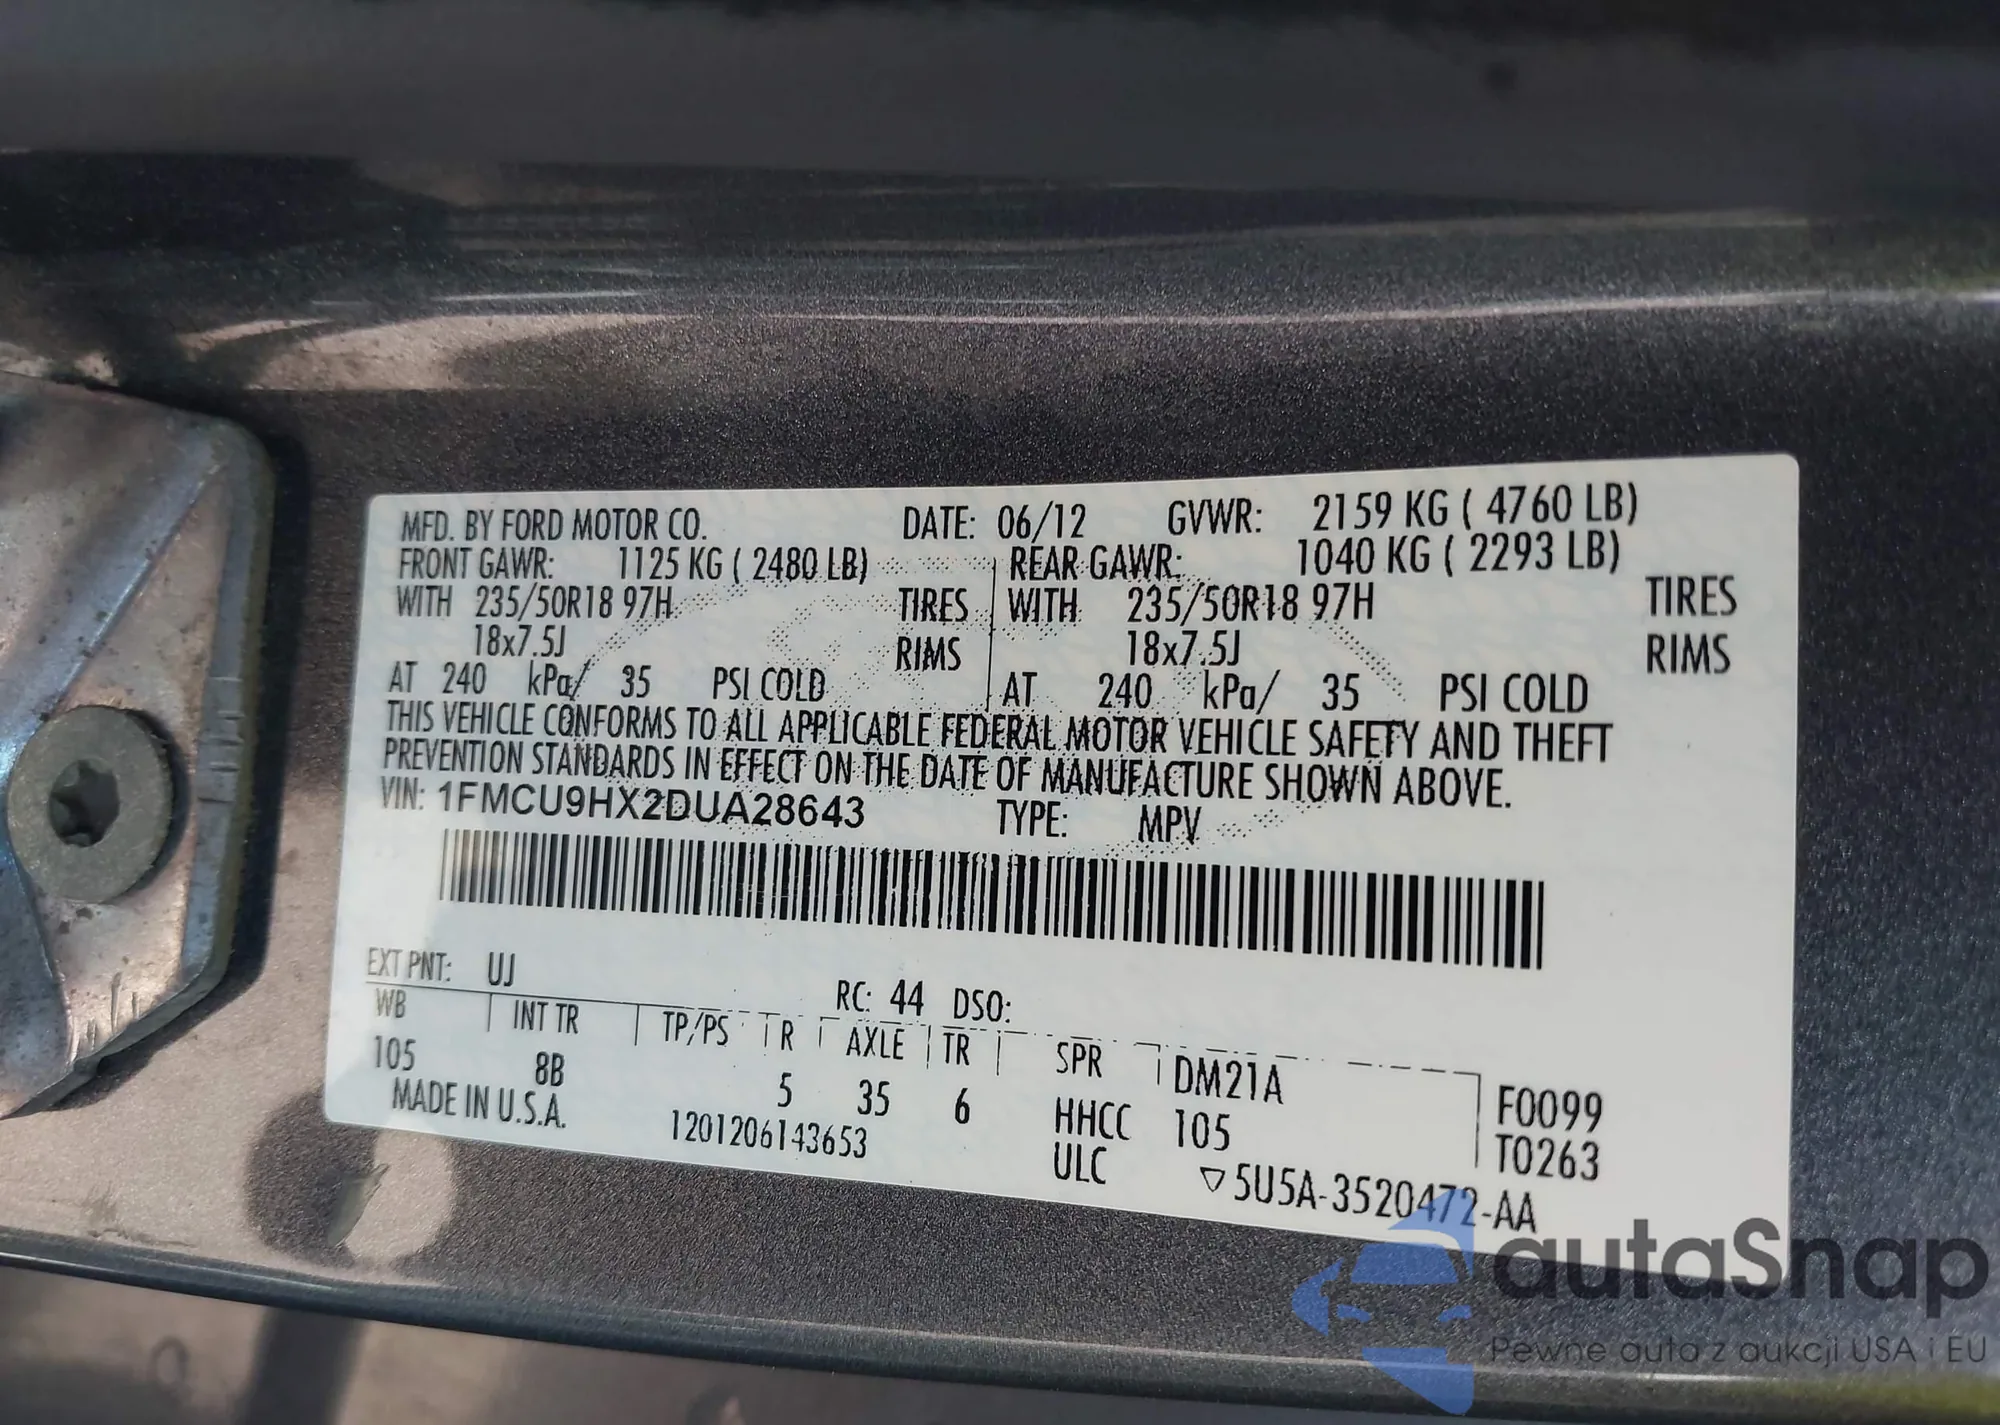 MFD. BY FORD MOTOR CO. DATE: 06/12 GVWR: 2159 KG ( 4760 LB)
FRONT GAWR: 1125 KG ( 2480 LB) REAR GAWR: 1040 KG ( 2293 LB)
WITH 235/50R18 97H TIRES WITH 235/50R18 97H TIRES
18x7.5J RIMS 18x7.5J RIMS
AT 240 kPa/ 35 PSI COLD AT 240 kPa/ 35 PSI COLD
THIS VEHICLE CONFORMS TO ALL APPLICABLE FEDERAL MOTOR VEHICLE SAFETY AND THEFT
PREVENTION STANDARDS IN EFFECT ON THE DATE OF MANUFACTURE SHOWN ABOVE.
VIN: 1FMCU9HX2DUA28643 TYPE: MPV
EXT PNT: UJ RC: 44 DSO:
WB INT TR TP/PS R AXLE TR SPR DM21A F0099
105 8B 5 35 6 HHCC 105 T0263
MADE IN U.S.A. 1201206143653 ULC ▽5U5A-3520472-AA
autaSnap
Pewne auta z aukcji USA i EU